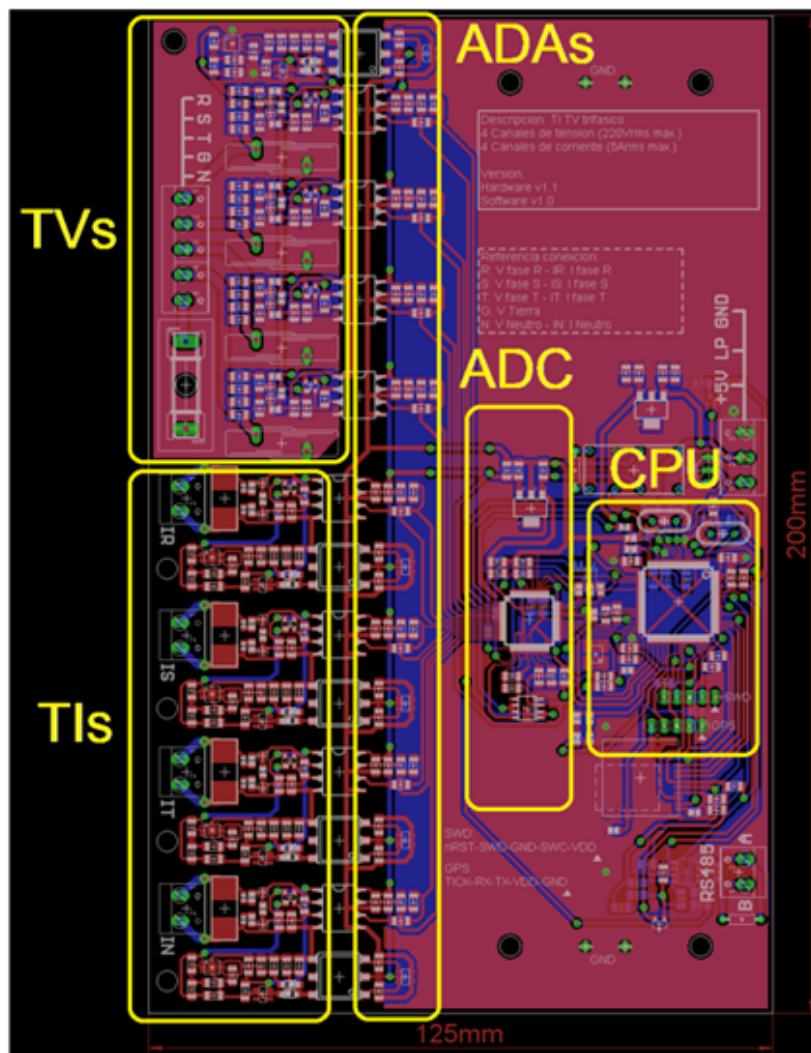 ADAs
GND
R S T G N
Descripcion: TI TV trifasico
4 Canales de tension (220Vrms max.)
4 Canales de corriente (5Arms max.)
Version:
Hardware v1.1
Software v1.0
TVs
Referencia conexcion:
R: V fase R - IR: I fase R
S: V fase S - IS: I fase S
T: V fase T - IT: I fase T
G: V Tierra
N: V Neutro - IN: I Neutro
+5V LP GND
ADC
CPU
200mm
IR
IS
TIs
IT
IN
SWD
GPS
SWD:
nRST-SWD-GND-SWC-VDD
GPS:
TICK-RX-TX-VDD-GND
RS485
A
B
GND
125mm